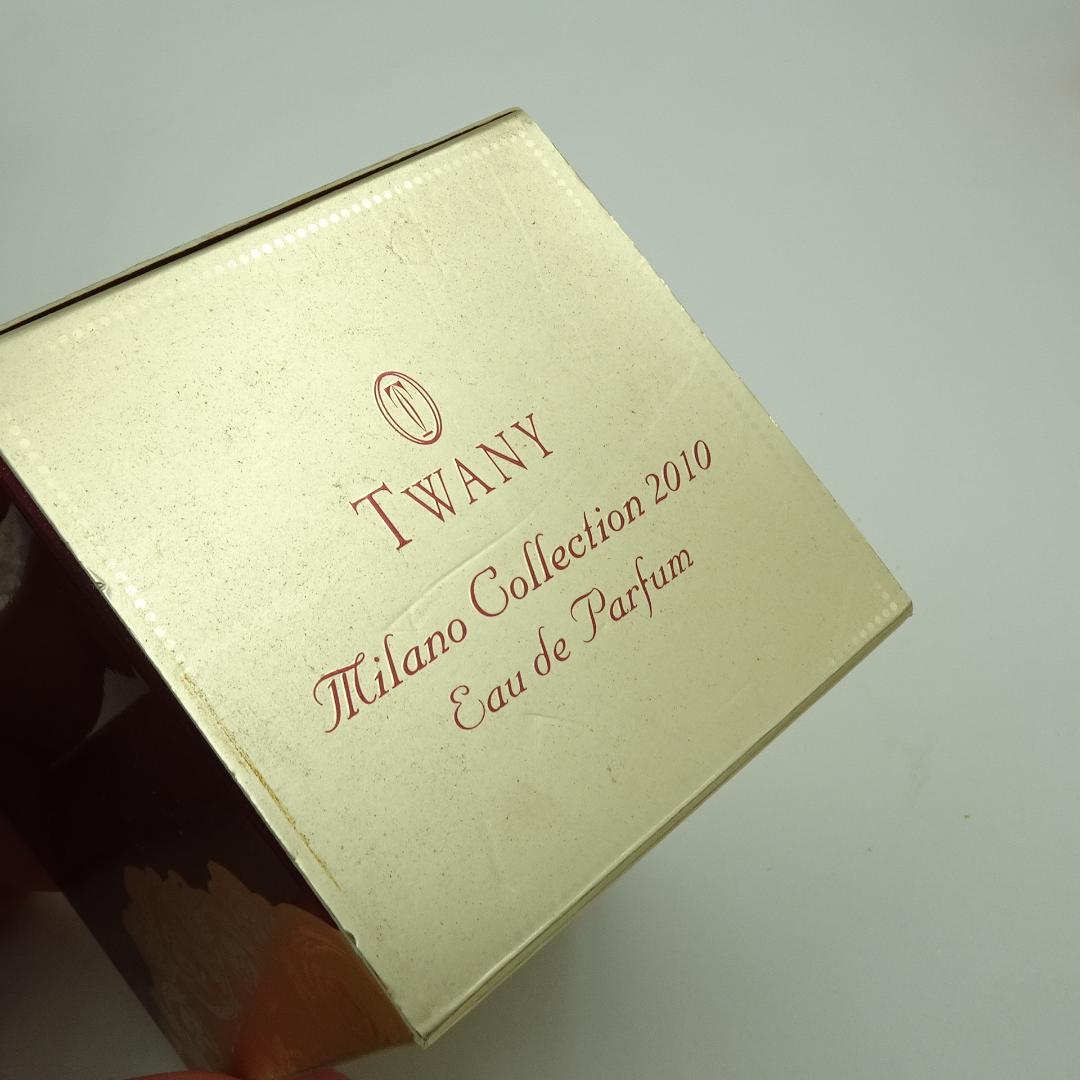 T
TWANY
Milano Collection 2010
Eau de Parfum